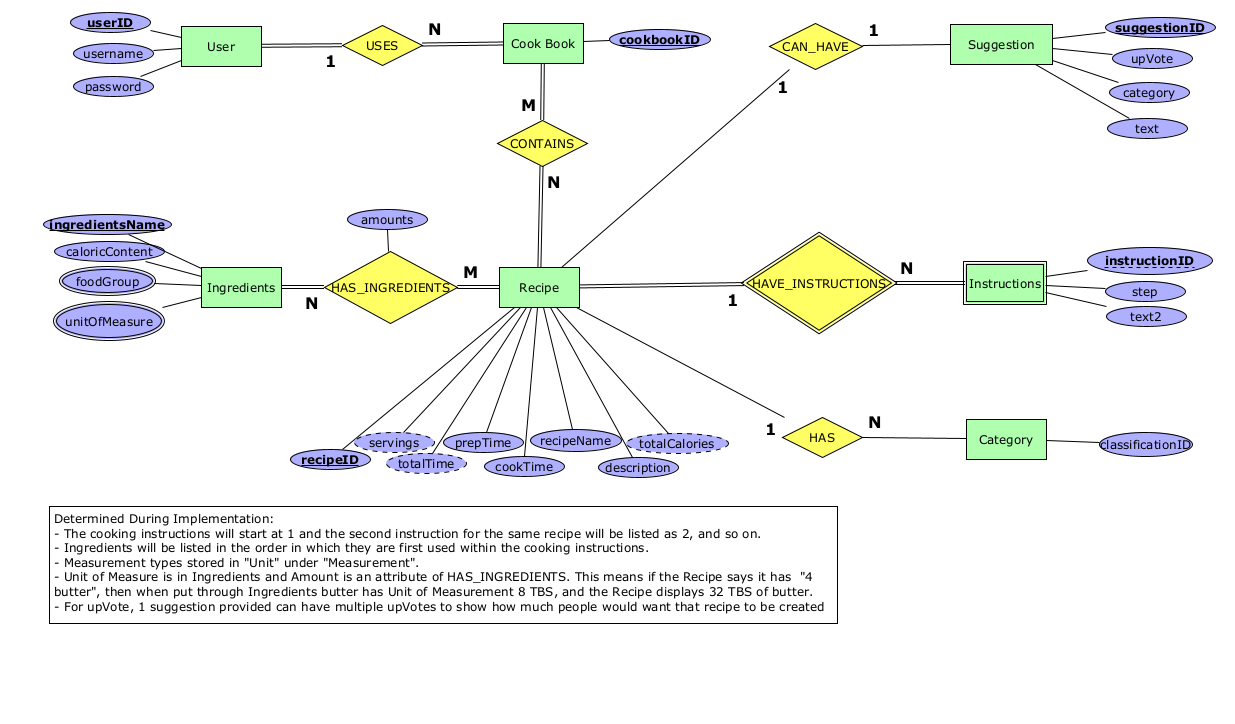 userID
username
password
User
USES
1
N
Cook Book
cookbookID
CAN_HAVE
1
1
Suggestion
suggestionID
upVote
category
text
M
CONTAINS
N
ingredientsName
caloricContent
foodGroup
unitOfMeasure
Ingredients
N
amounts
HAS_INGREDIENTS
M
Recipe
1
HAVE_INSTRUCTIONS
N
Instructions
instructionID
step
text2
recipeID
servings
totalTime
prepTime
cookTime
recipeName
description
totalCalories
1
HAS
N
Category
classificationID
Determined During Implementation:
- The cooking instructions will start at 1 and the second instruction for the same recipe will be listed as 2, and so on.
- Ingredients will be listed in the order in which they are first used within the cooking instructions.
- Measurement types stored in "Unit" under "Measurement".
- Unit of Measure is in Ingredients and Amount is an attribute of HAS_INGREDIENTS. This means if the Recipe says it has "4
butter", then when put through Ingredients butter has Unit of Measurement 8 TBS, and the Recipe displays 32 TBS of butter.
- For upVote, 1 suggestion provided can have multiple upVotes to show how much people would want that recipe to be created